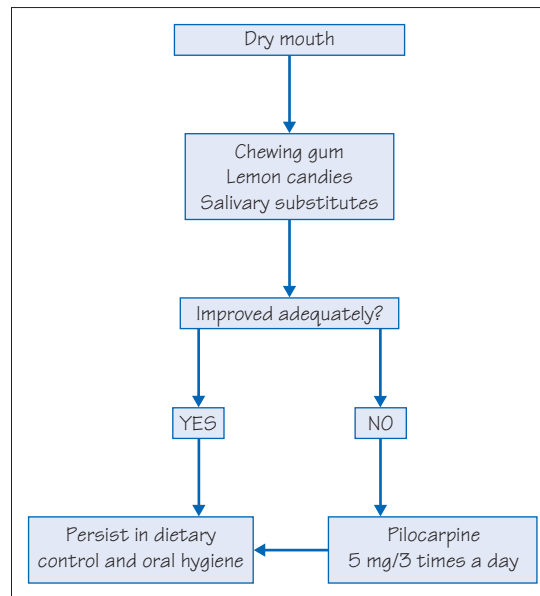 Dry mouth
Chewing gum
Lemon candies
Salivary substitutes
Improved adequately?
YES
NO
Persist in dietary
control and oral hygiene
Pilocarpine
5 mg/3 times a day